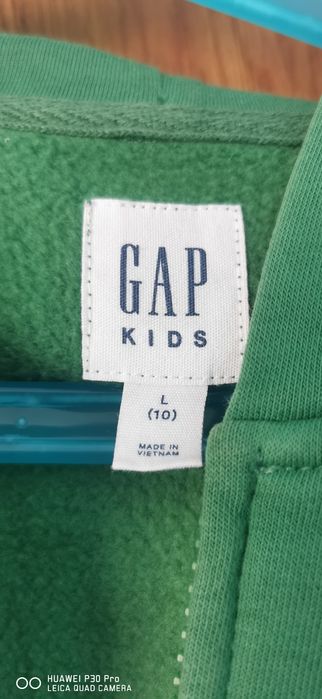 GAP
KIDS
L
(10)
MADE IN
VIETNAM
HUAWEI P30 Pro
LEICA QUAD CAMERA